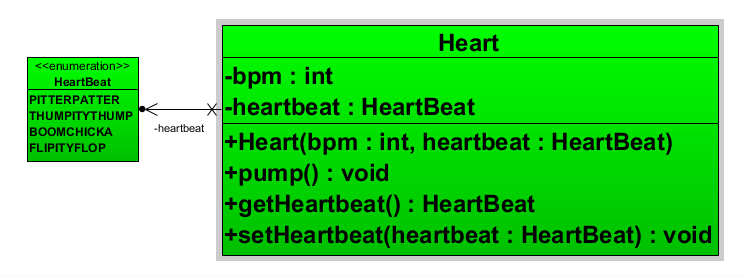 <<enumeration>>
HeartBeat
PITTERPATTER
THUMPITYTHUMP
BOOMCHICKA
FLIPITYFLOP
-heartbeat
Heart
-bpm : int
-heartbeat : HeartBeat
+Heart(bpm : int, heartbeat : HeartBeat)
+pump() : void
+getHeartbeat() : HeartBeat
+setHeartbeat(heartbeat : HeartBeat) : void